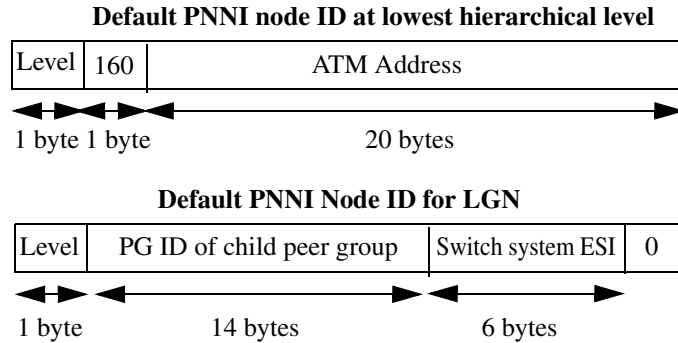 Default PNNI node ID at lowest hierarchical level
Level 160 ATM Address
1 byte 1 byte 20 bytes
Default PNNI Node ID for LGN
Level PG ID of child peer group Switch system ESI 0
1 byte 14 bytes 6 bytes